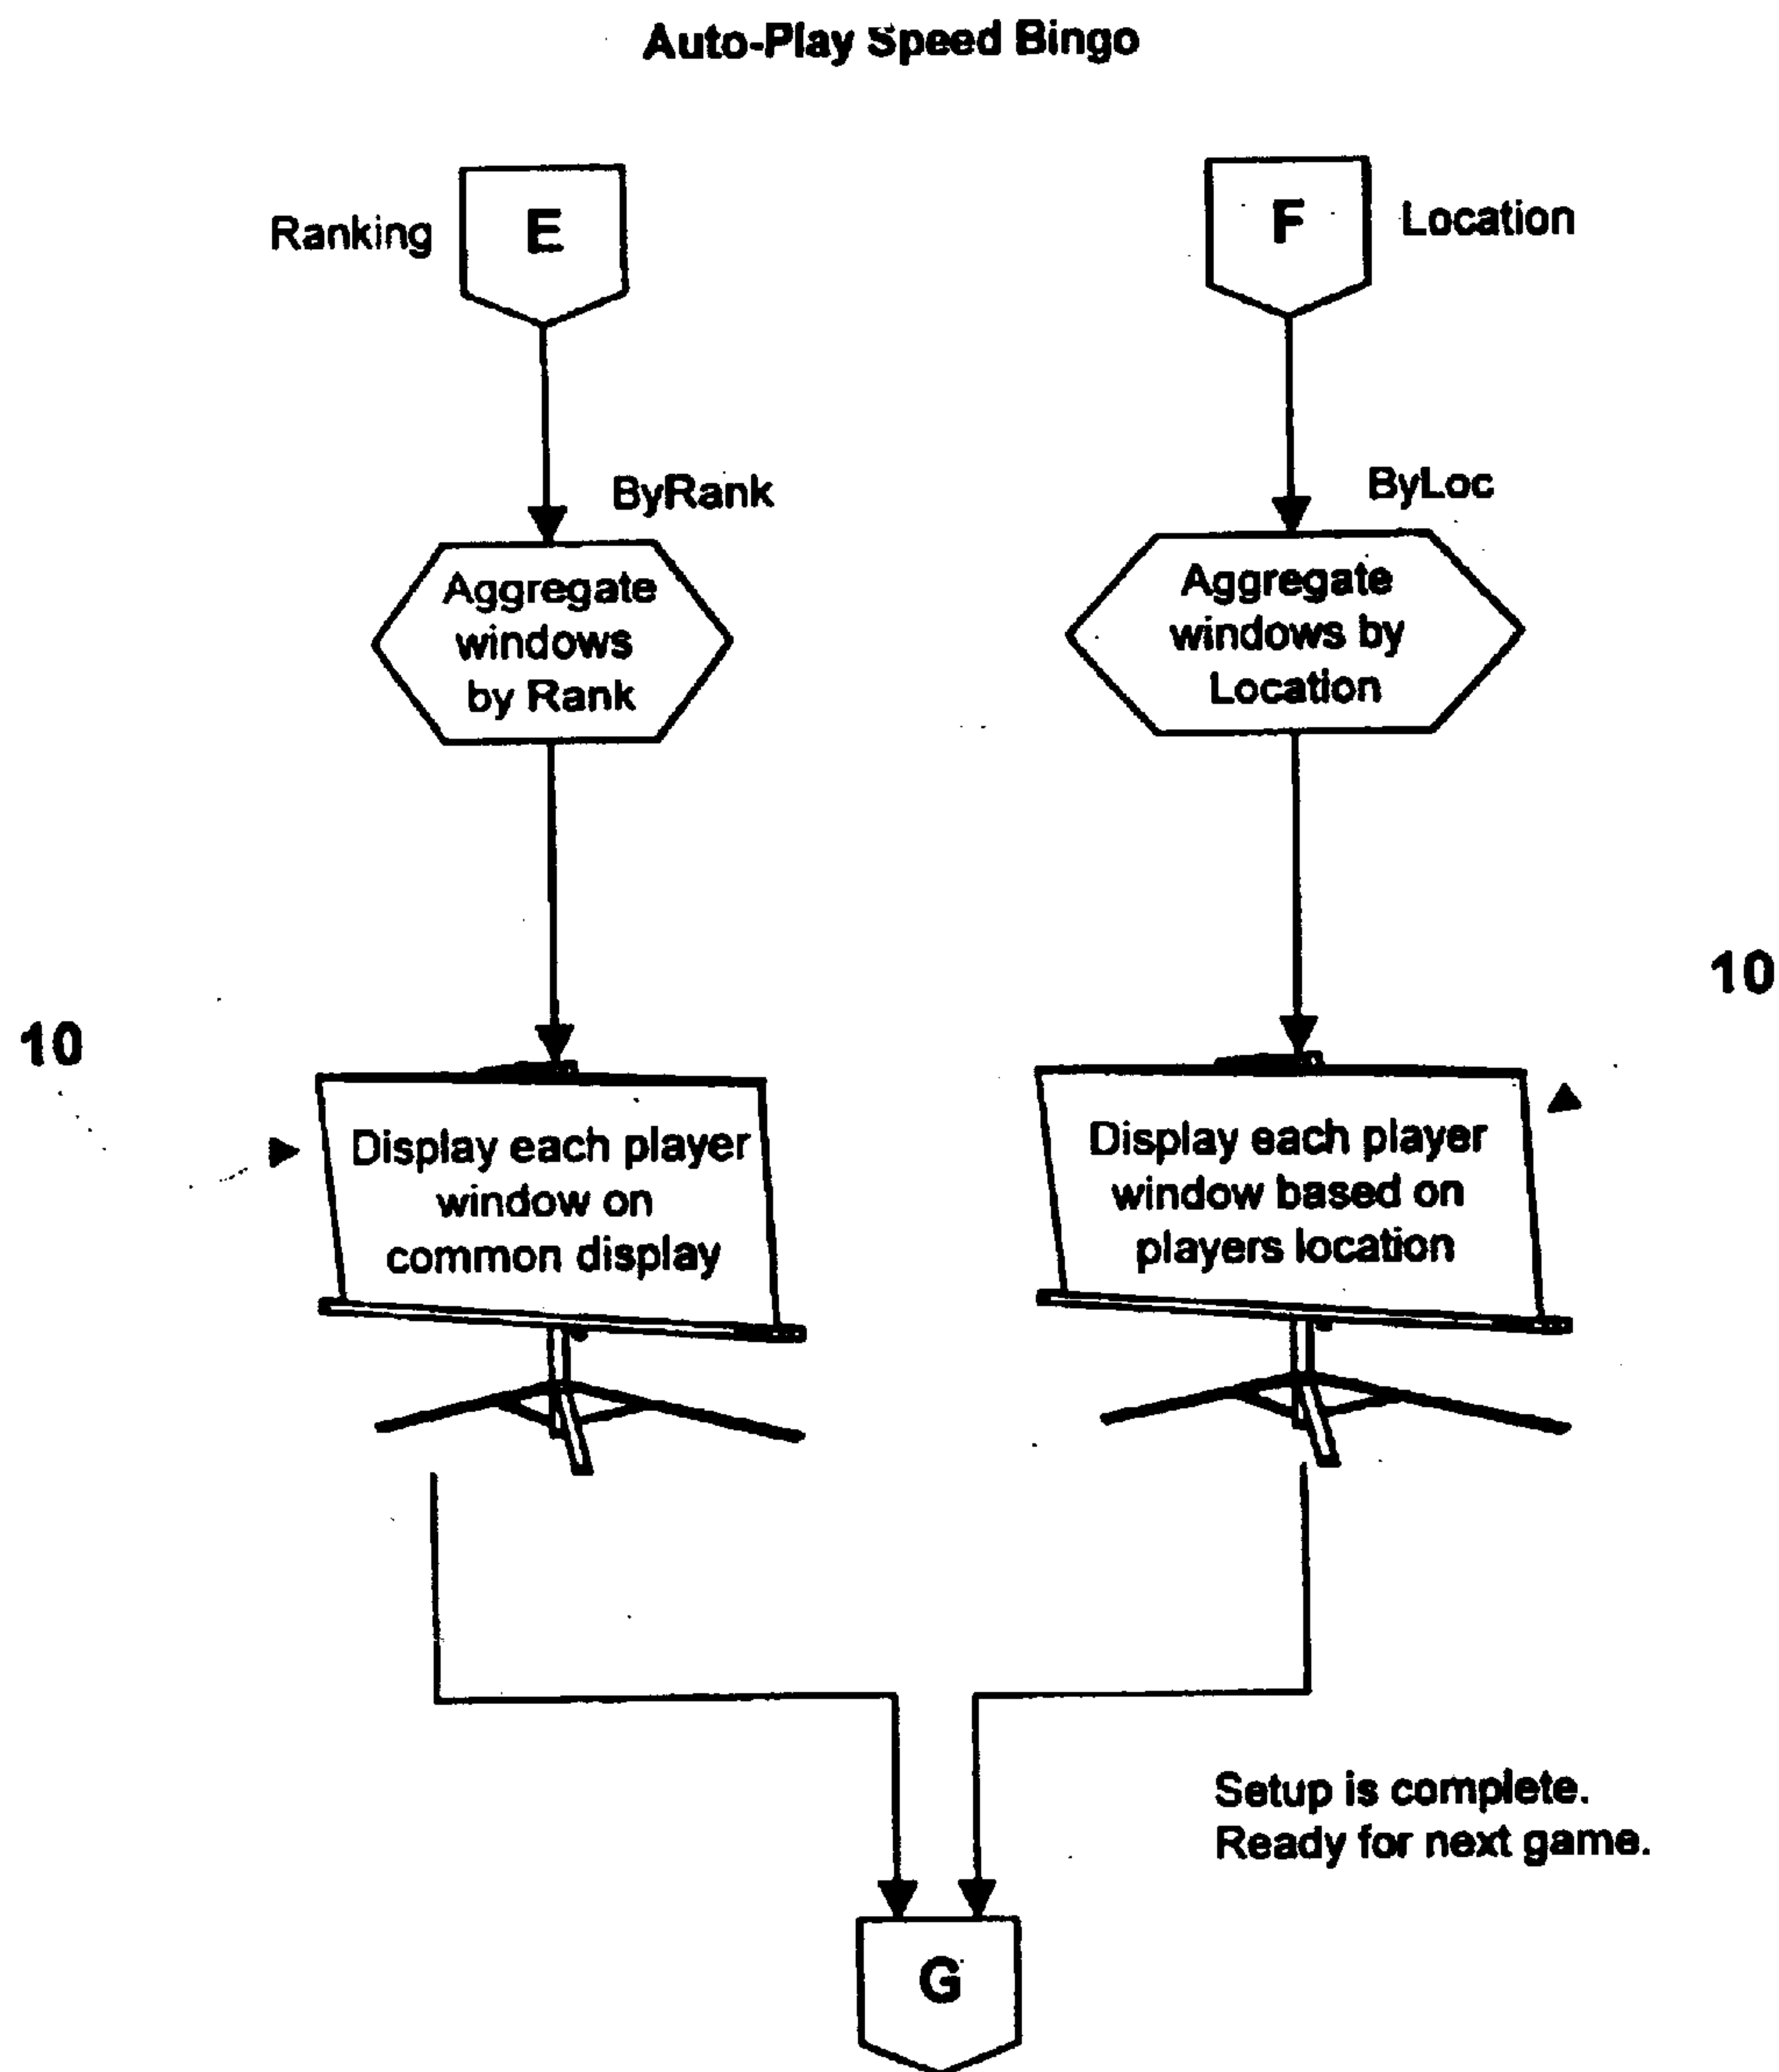 Auto-Play Speed Bingo
Ranking
E
F
Location
ByRank
ByLoc
Aggregate
windows
by Rank
Aggregate
windows by
Location
10
10
Display each player
window on
common display
Display each player
window based on
players location
Setup is complete.
Ready for next game.
G